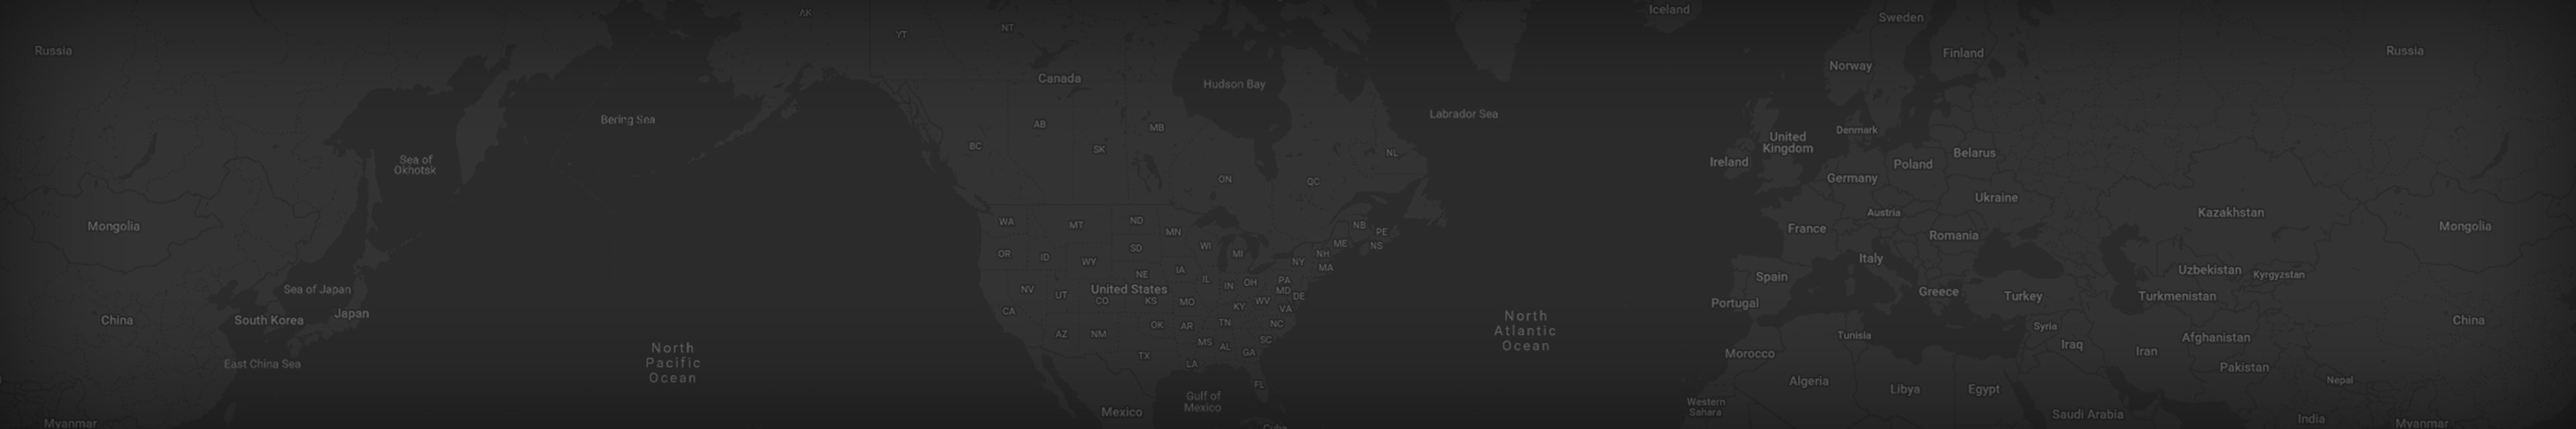 Russia
AK
YT
NT
Iceland
Sweden
Russia
Finland
Norway
Canada
Hudson Bay
Labrador Sea
Bering Sea
AB
MB
Denmark
United
Kingdom
BC
SK
NL
Belarus
Sea of
Okhotsk
Ireland
Poland
Germany
ON
QC
Ukraine
Kazakhstan
Austria
Mongolia
WA
MT
ND
MN
NB
PE
France
Romania
Mongolia
OR
ID
WY
SD
WI
MI
NY
NH
ME
NS
MA
Italy
Uzbekistan
Kyrgyzstan
Spain
NE
IA
IL
IN
OH
PA
MD
DE
Sea of Japan
NV
UT
United States
CO
KS
MO
KY
WV
VA
Portugal
Greece
Turkey
Turkmenistan
South Korea
Japan
China
CA
AZ
NM
OK
AR
TN
NC
SC
North
Atlantic
Ocean
Tunisia
Syria
Iraq
Iran
Afghanistan
China
North
Pacific
Ocean
East China Sea
TX
LA
MS
AL
GA
FL
Morocco
Algeria
Libya
Egypt
Pakistan
Nepal
Mexico
Gulf of
Mexico
Western
Sahara
Saudi Arabia
India
Myanmar
Cuba
Myanmar